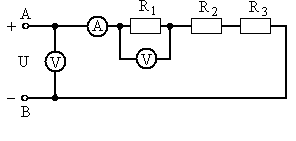 A R1 R2 R3
+ A
U V V
− B